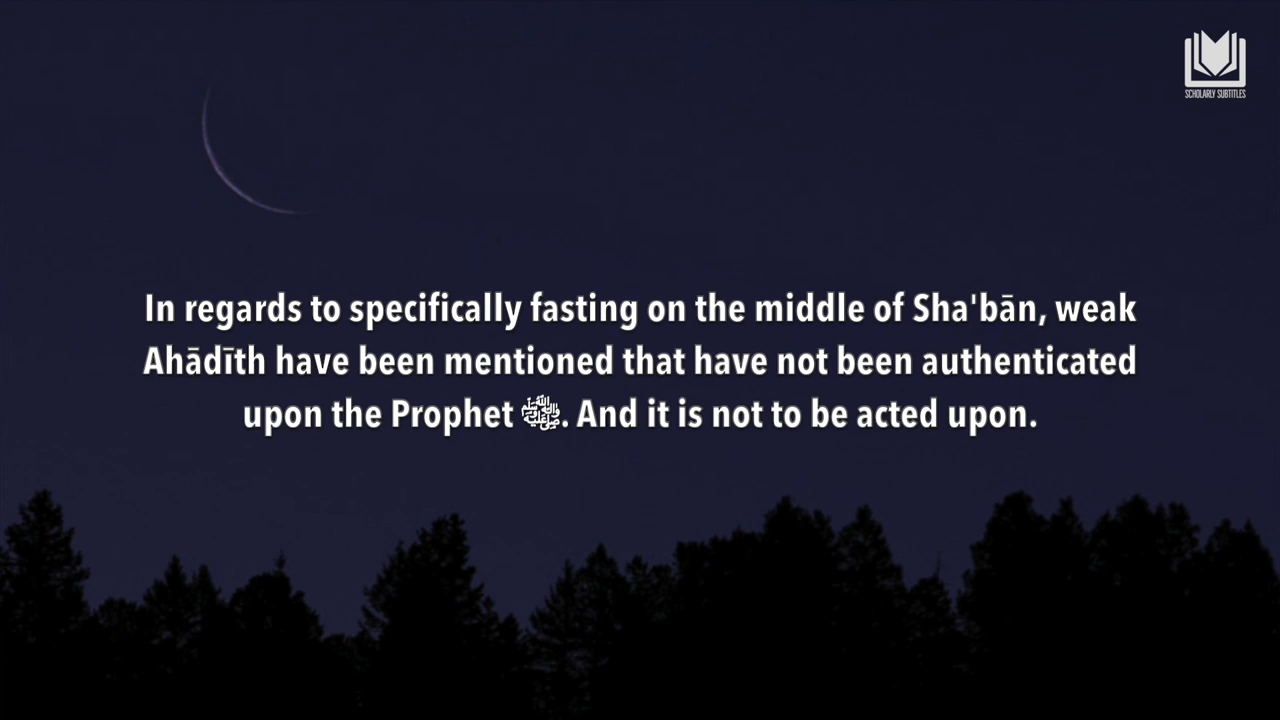 SCHOLARLY SUBTITLES
In regards to specifically fasting on the middle of Sha'bān, weak
Ahādīth have been mentioned that have not been authenticated
upon the Prophet ﷺ. And it is not to be acted upon.